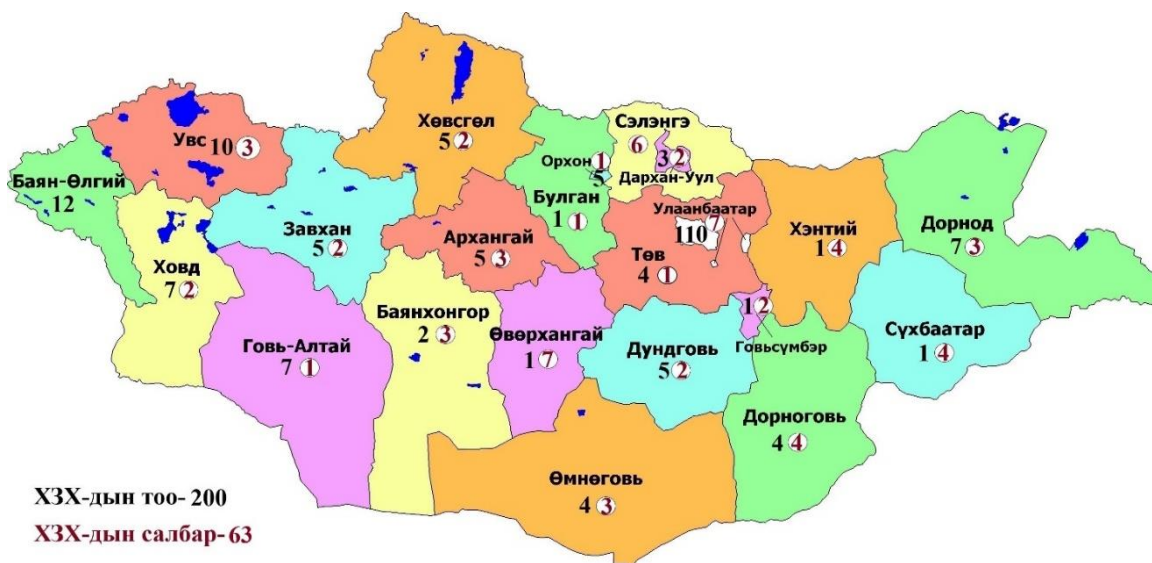 Хөвсгөл
5 2
Сэлэнгэ
6
Увс 10 3
Орхон 1
5
3 2
Дархан-Уул
Баян-Өлгий
12
Булган
1 1
Улаанбаатар
7
110
Завхан
5 2
Архангай
5 3
Хэнтий
1 4
Дорнод
7 3
Ховд
7 2
Төв
4 1
Баянхонгор
2 3
1 2
Говь-Алтай
7 1
Өвөрхангай
1 7
Дундговь
5 2
Говьсүмбэр
Сүхбаатар
1 4
Дорноговь
4 4
Өмнөговь
4 3
ХЗХ-дын тоо- 200
ХЗХ-дын салбар-63